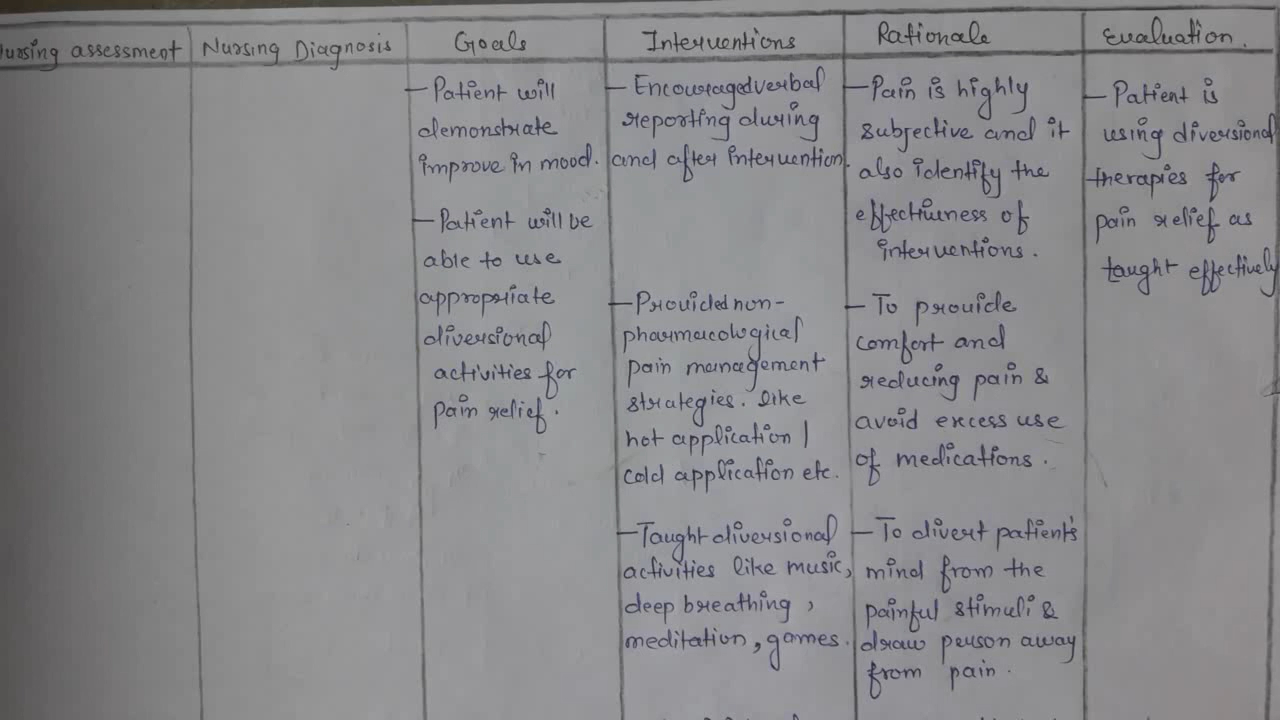 Nursing assessment
Nursing Diagnosis
Goals
Interventions
Rationale
Evaluation.
- Patient will
demonstrate
improve in mood.
- Patient will be
able to use
appropriate
diversional
activities for
pain relief.
- Encouraged verbal
reporting during
and after intervention.
- Provided non-
pharmacological
pain management
strategies. like
hot application /
cold application etc.
- Taught diversional
activities like music,
deep breathing,
meditation, games.
- Pain is highly
subjective and it
also identify the
effectiveness of
interventions.
- To provide
comfort and
reducing pain &
avoid excess use
of medications.
- To divert patient's
mind from the
painful stimuli &
draw person away
from pain.
- Patient is
using diversional
therapies for
pain relief as
taught effectively